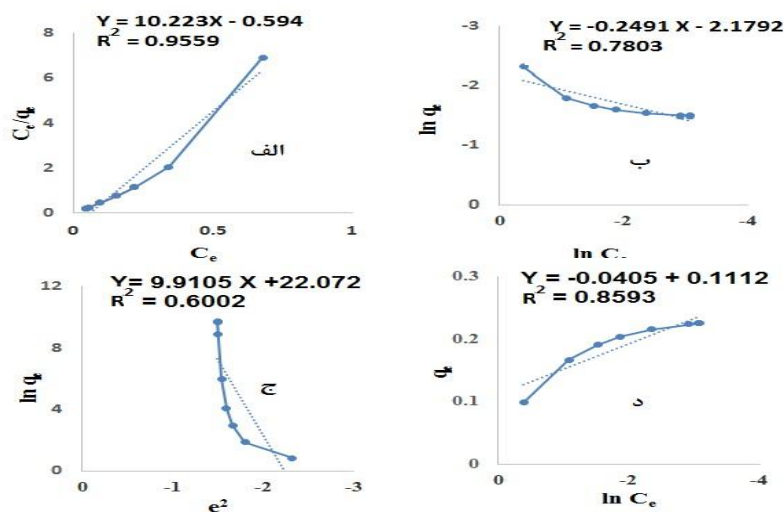 Y = 10.223X - 0.594
R² = 0.9559
8
6
4
2
0
0
0.5
1
Cₑ/qₑ
Cₑ
الف
Y = -0.2491 X - 2.1792
R² = 0.7803
-3
-2
-1
0
0
-2
-4
ln qₑ
ln Cₑ
ب
Y= 9.9105 X +22.072
R² = 0.6002
12
8
4
0
0
-1
-2
-3
ln qₑ
e²
ج
Y = -0.0405 + 0.1112
R² = 0.8593
0.3
0.2
0.1
0
0
-2
-4
qₑ
ln Cₑ
د